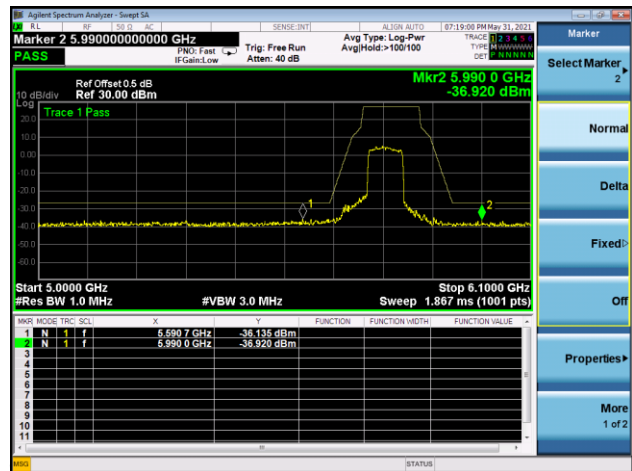 Agilent Spectrum Analyzer - Swept SA
RL RF 50 Ω AC SENSE:INT ALIGN AUTO 07:19:00 PM May 31, 2021
Marker 2 5.990000000000 GHz
PASS
PNO: Fast
IFGain:Low
Trig: Free Run
Atten: 40 dB
Avg Type: Log-Pwr
Avg|Hold:>100/100
TRACE 1 2 3 4 5 6
TYPE M WWWWW
DET P N N N N N
Mkr2 5.990 0 GHz
-36.920 dBm
Ref Offset 0.5 dB
10 dB/div Ref 30.00 dBm
Log
Trace 1 Pass
20.0
10.0
0.00
-10.0
-20.0
-30.0
-40.0
-50.0
-60.0
1
2
Start 5.0000 GHz Stop 6.1000 GHz
#Res BW 1.0 MHz #VBW 3.0 MHz Sweep 1.867 ms (1001 pts)
MKR MODE TRC SCL X Y FUNCTION FUNCTION WIDTH FUNCTION VALUE
1 N 1 f 5.590 7 GHz -36.135 dBm
2 N 1 f 5.990 0 GHz -36.920 dBm
3
4
5
6
7
8
9
10
11
MSG STATUS
Marker
Select Marker
2
Normal
Delta
Fixed
Off
Properties
More
1 of 2